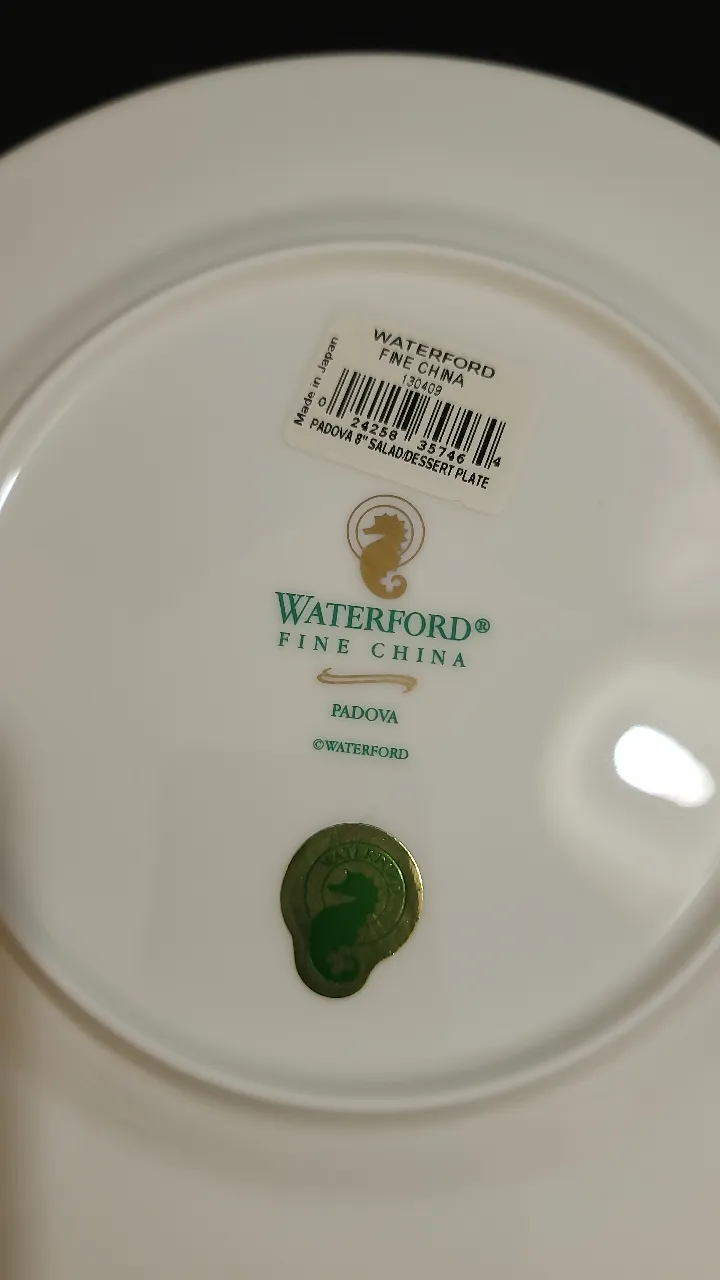 Made in Japan
WATERFORD
FINE CHINA
130409
0 24258 35746 4
PADOVA 8" SALAD/DESSERT PLATE
WATERFORD®
FINE CHINA
PADOVA
©WATERFORD
WATERFORD